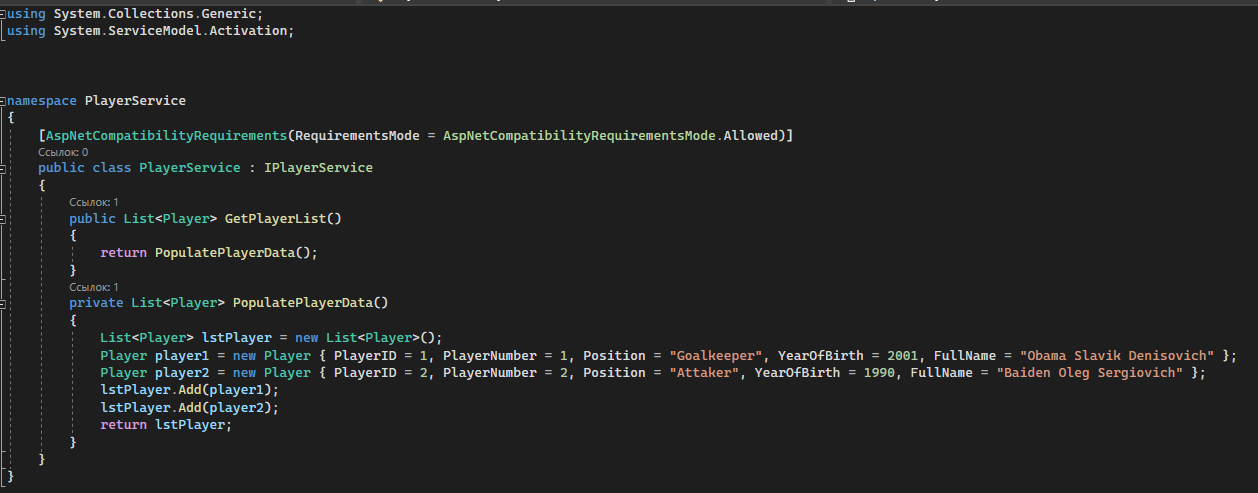 using System.Collections.Generic;
using System.ServiceModel.Activation;
namespace PlayerService
{
[AspNetCompatibilityRequirements(RequirementsMode = AspNetCompatibilityRequirementsMode.Allowed)]
Ссылок: 0
public class PlayerService : IPlayerService
{
Ссылок: 1
public List<Player> GetPlayerList()
{
return PopulatePlayerData();
}
Ссылок: 1
private List<Player> PopulatePlayerData()
{
List<Player> lstPlayer = new List<Player>();
Player player1 = new Player { PlayerID = 1, PlayerNumber = 1, Position = "Goalkeeper", YearOfBirth = 2001, FullName = "Obama Slavik Denisovich" };
Player player2 = new Player { PlayerID = 2, PlayerNumber = 2, Position = "Attaker", YearOfBirth = 1990, FullName = "Baiden Oleg Sergiovich" };
lstPlayer.Add(player1);
lstPlayer.Add(player2);
return lstPlayer;
}
}
}